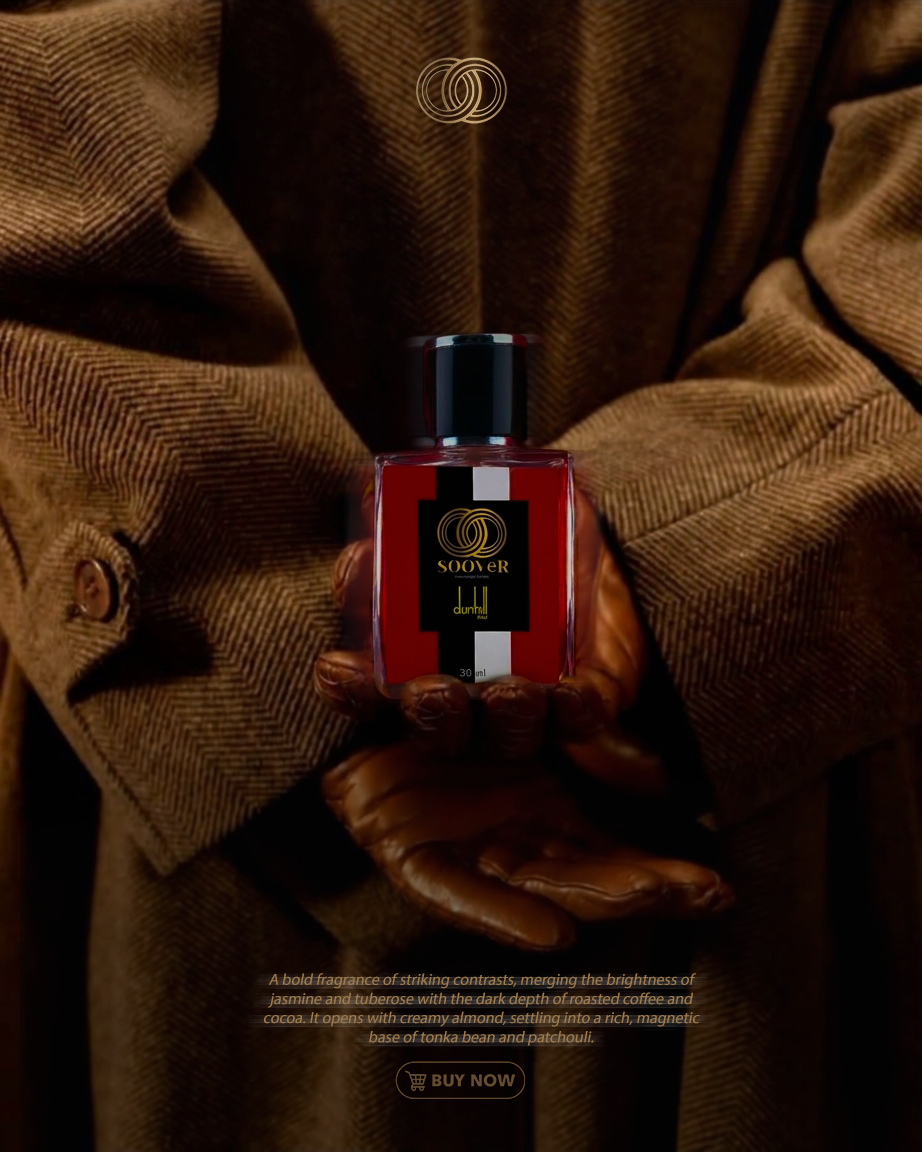 SOOVER
dunhill
30 ml
A bold fragrance of striking contrasts, merging the brightness of
jasmine and tuberose with the dark depth of roasted coffee and
cocoa. It opens with creamy almond, settling into a rich, magnetic
base of tonka bean and patchouli.
BUY NOW